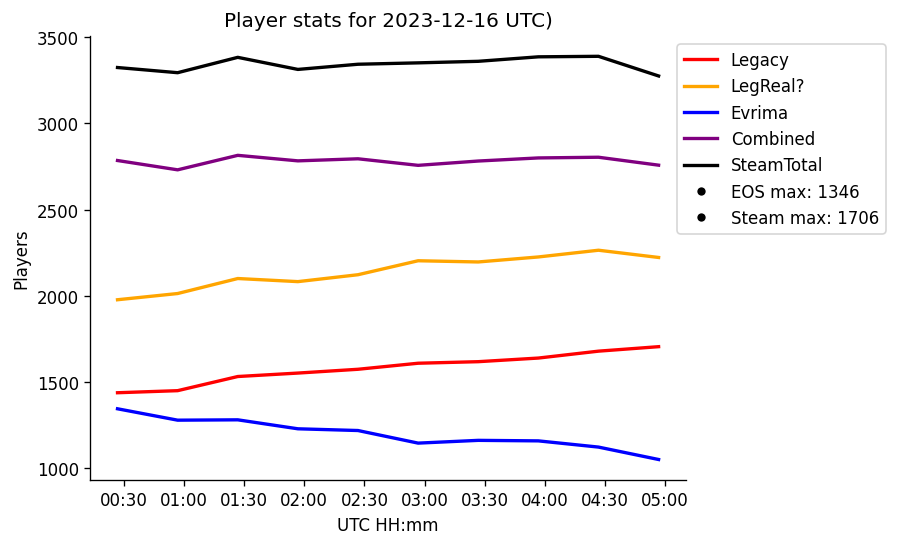 Player stats for 2023-12-16 UTC)
3500
3000
2500
2000
1500
1000
Players
00:30 01:00 01:30 02:00 02:30 03:00 03:30 04:00 04:30 05:00
UTC HH:mm
Legacy
LegReal?
Evrima
Combined
SteamTotal
EOS max: 1346
Steam max: 1706